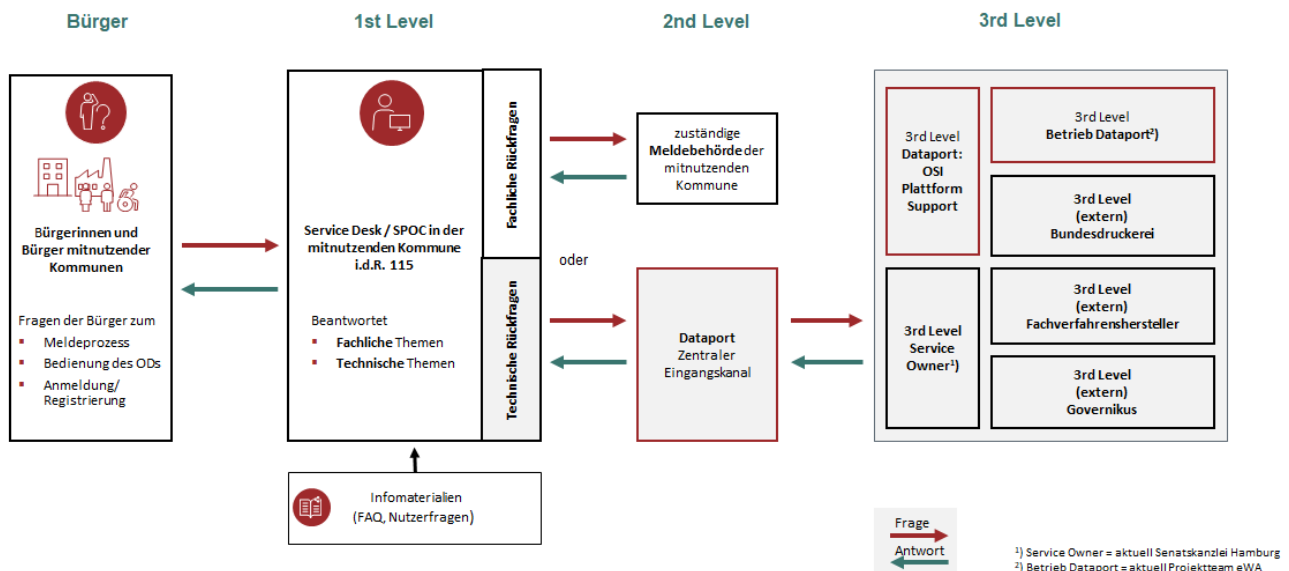 Bürger
1st Level
2nd Level
3rd Level
Bürgerinnen und
Bürger mitnutzender
Kommunen
Fragen der Bürger zum
Meldeprozess
Bedienung des ODs
Anmeldung/
Registrierung
Service Desk / SPOC in der
mitnutzenden Kommune
i.d.R. 115
Beantwortet
Fachliche Themen
Technische Themen
Fachliche Rückfragen
Technische Rückfragen
Infomaterialien
(FAQ, Nutzerfragen)
zuständige
Meldebehörde der
mitnutzenden
Kommune
oder
Dataport
Zentraler
Eingangskanal
3rd Level
Dataport:
OSI
Plattform
Support
3rd Level
Service
Owner¹)
3rd Level
Betrieb Dataport²)
3rd Level
(extern)
Bundesdruckerei
3rd Level
(extern)
Fachverfahrenshersteller
3rd Level
(extern)
Governikus
Frage
Antwort
¹) Service Owner = aktuell Senatskanzlei Hamburg
²) Betrieb Dataport = aktuell Projektteam eWA